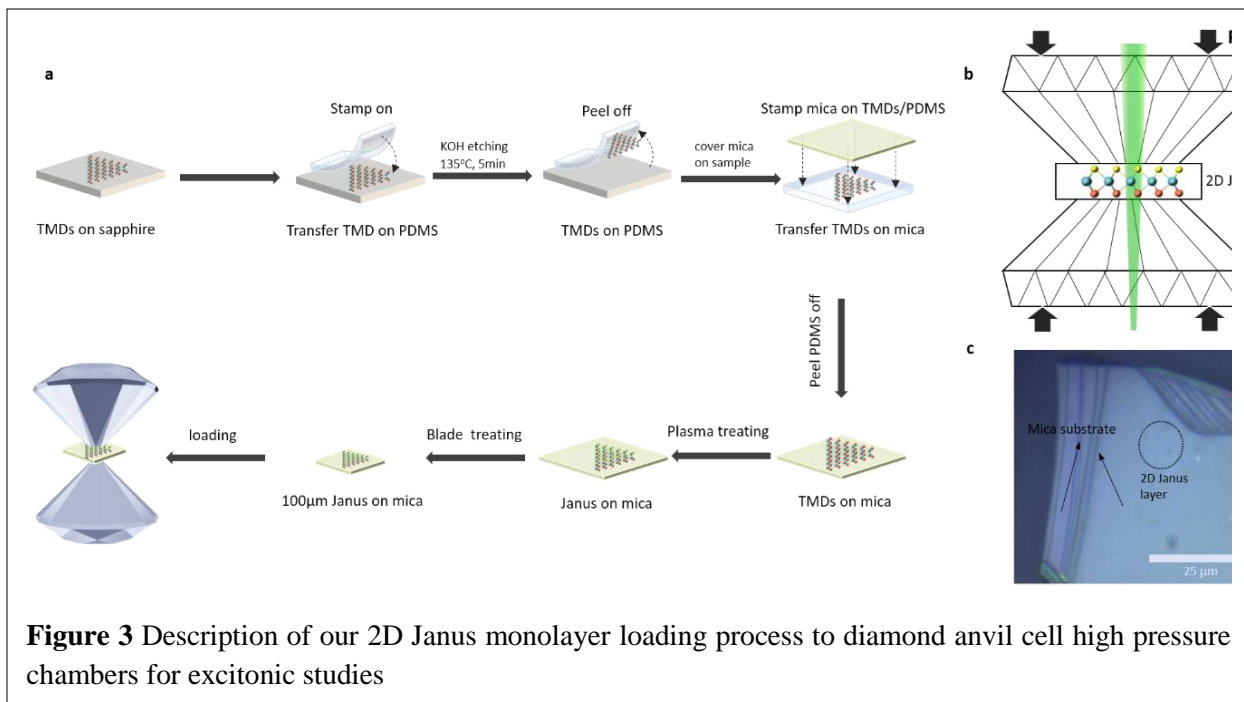 a
Stamp on
Peel off
Stamp mica on TMDs/PDMS
KOH etching
135°C, 5min
cover mica
on sample
TMDs on sapphire
Transfer TMD on PDMS
TMDs on PDMS
Transfer TMDs on mica
Peel PDMS off
loading
Blade treating
Plasma treating
100μm Janus on mica
Janus on mica
TMDs on mica
b
2D J
c
Mica substrate
2D Janus
layer
25 μm
Figure 3 Description of our 2D Janus monolayer loading process to diamond anvil cell high pressure
chambers for excitonic studies